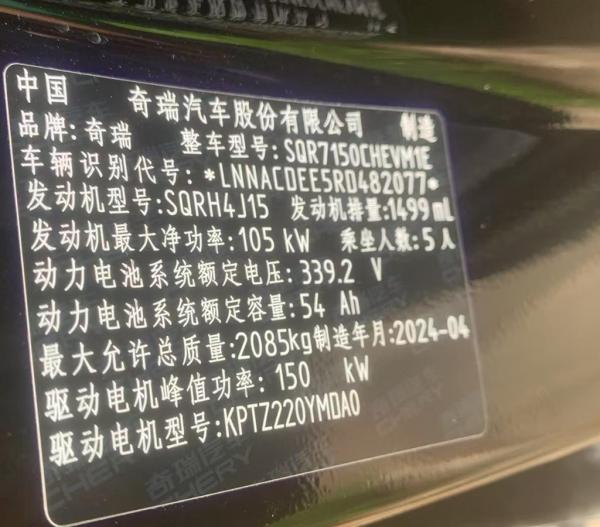 中国 奇瑞汽车股份有限公司 制造
品牌:奇瑞 整车型号:SQR7150CHEVM1E
车辆识别代号:*LNNACDEE5RD482077*
发动机型号:SQRH4J15 发动机排量:1499mL
发动机最大净功率:105kW 乘坐人数:5人
动力电池系统额定电压:339.2 V
动力电池系统额定容量:54 Ah
最大允许总质量:2085kg制造年月:2024-04
驱动电机峰值功率:150 kW
驱动电机型号:KPTZ220YMDA0
CHERY